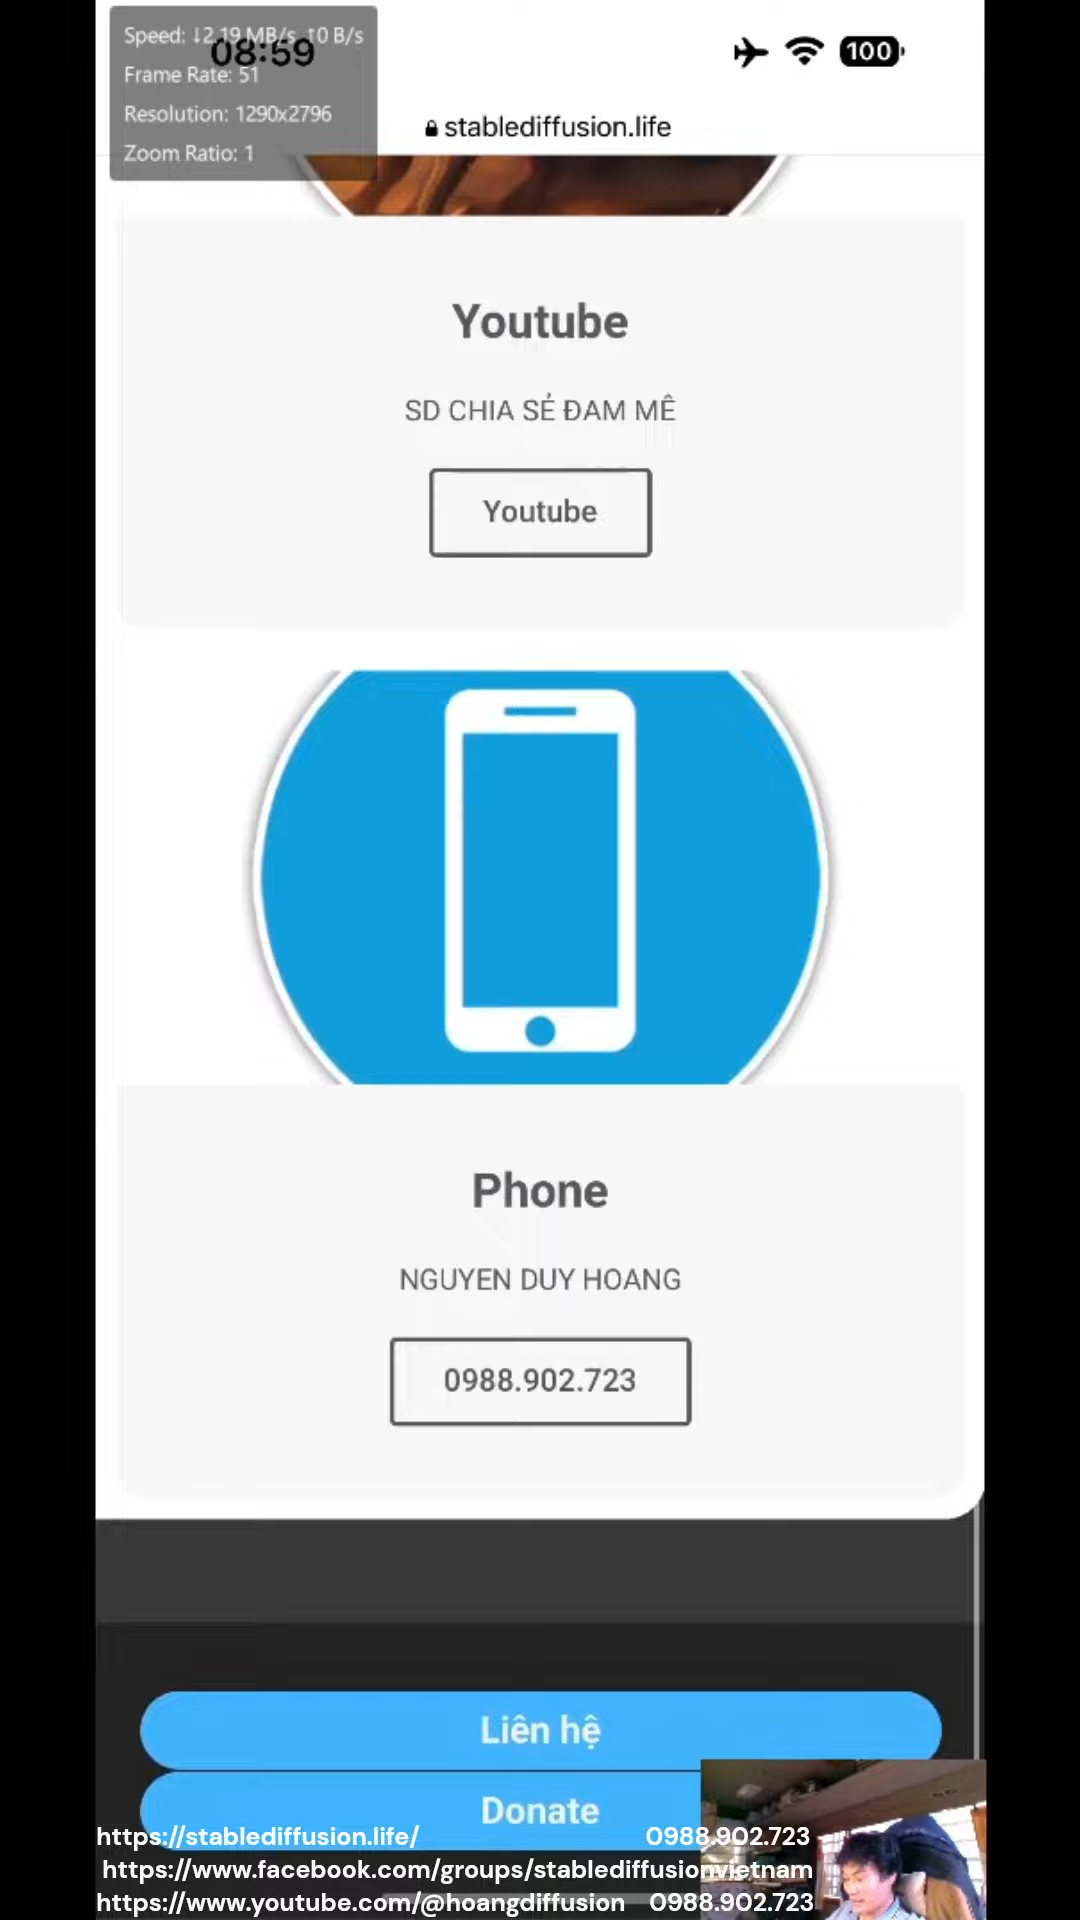 Speed: ↓2.19 MB/s ↑0 B/s
08:59
100
Frame Rate: 51
Resolution: 1290x2796
Zoom Ratio: 1
stablediffusion.life
Youtube
SD CHIA SẺ ĐAM MÊ
Youtube
Phone
NGUYEN DUY HOANG
0988.902.723
Liên hệ
Donate
https://stablediffusion.life/ 0988.902.723
https://www.facebook.com/groups/stablediffusionvietnam
https://www.youtube.com/@hoangdiffusion 0988.902.723